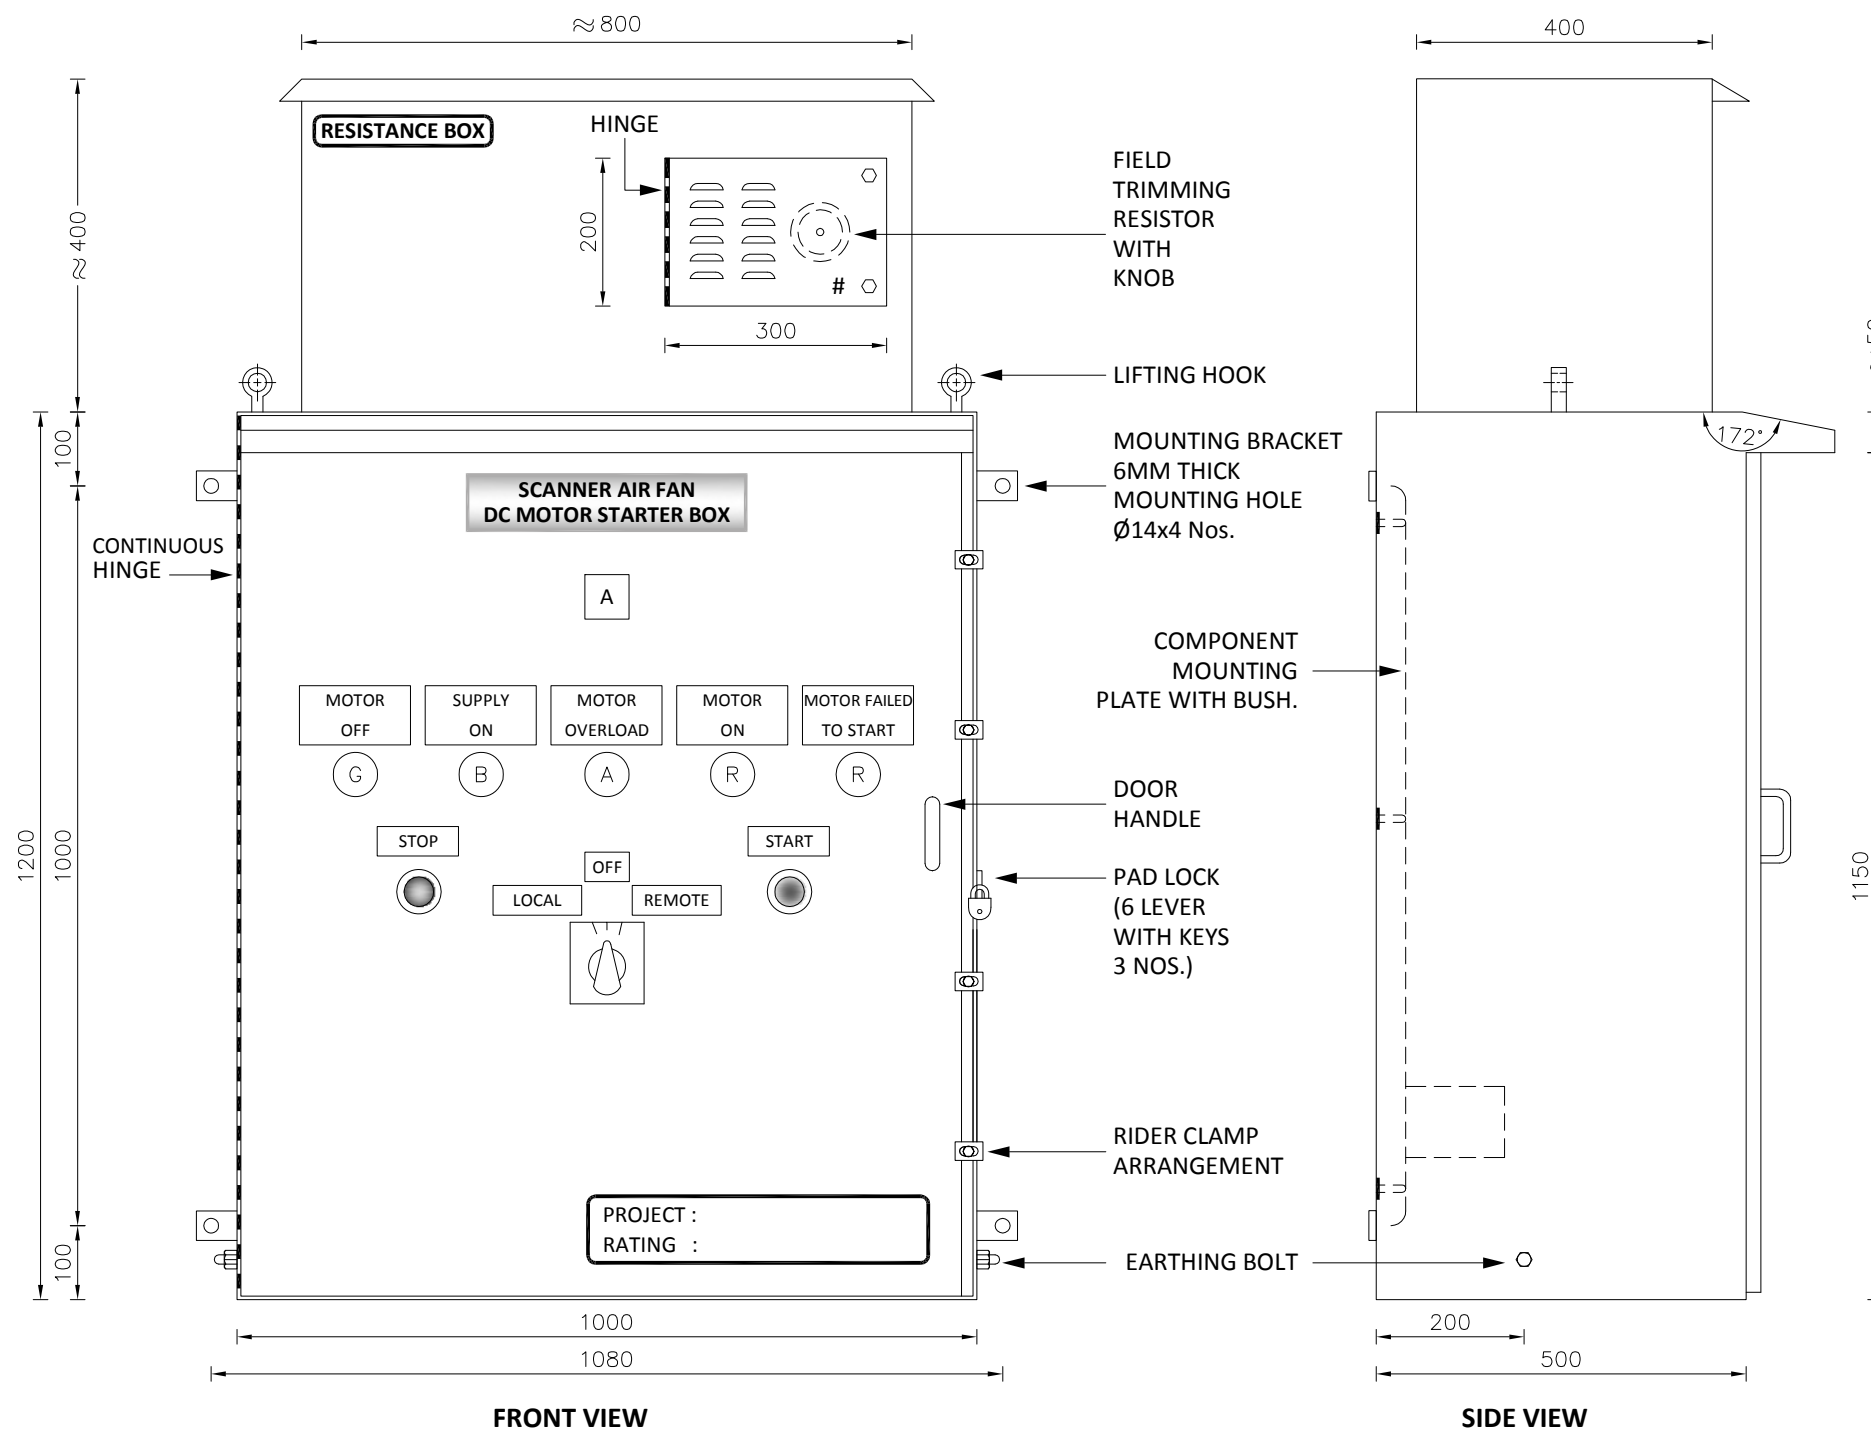 ≈800
400
RESISTANCE BOX
HINGE
FIELD
TRIMMING
RESISTOR
WITH
KNOB
≈400
200
#
300
LIFTING HOOK
100
MOUNTING BRACKET
6MM THICK
MOUNTING HOLE
Ø14x4 Nos.
172°
SCANNER AIR FAN
DC MOTOR STARTER BOX
CONTINUOUS
HINGE
A
COMPONENT
MOUNTING
PLATE WITH BUSH.
MOTOR
OFF
SUPPLY
ON
MOTOR
OVERLOAD
MOTOR
ON
MOTOR FAILED
TO START
G
B
A
R
R
DOOR
HANDLE
STOP
START
OFF
LOCAL
REMOTE
PAD LOCK
(6 LEVER
WITH KEYS
3 NOS.)
1200
1000
1150
RIDER CLAMP
ARRANGEMENT
PROJECT :
RATING :
100
EARTHING BOLT
1000
1080
200
500
FRONT VIEW
SIDE VIEW